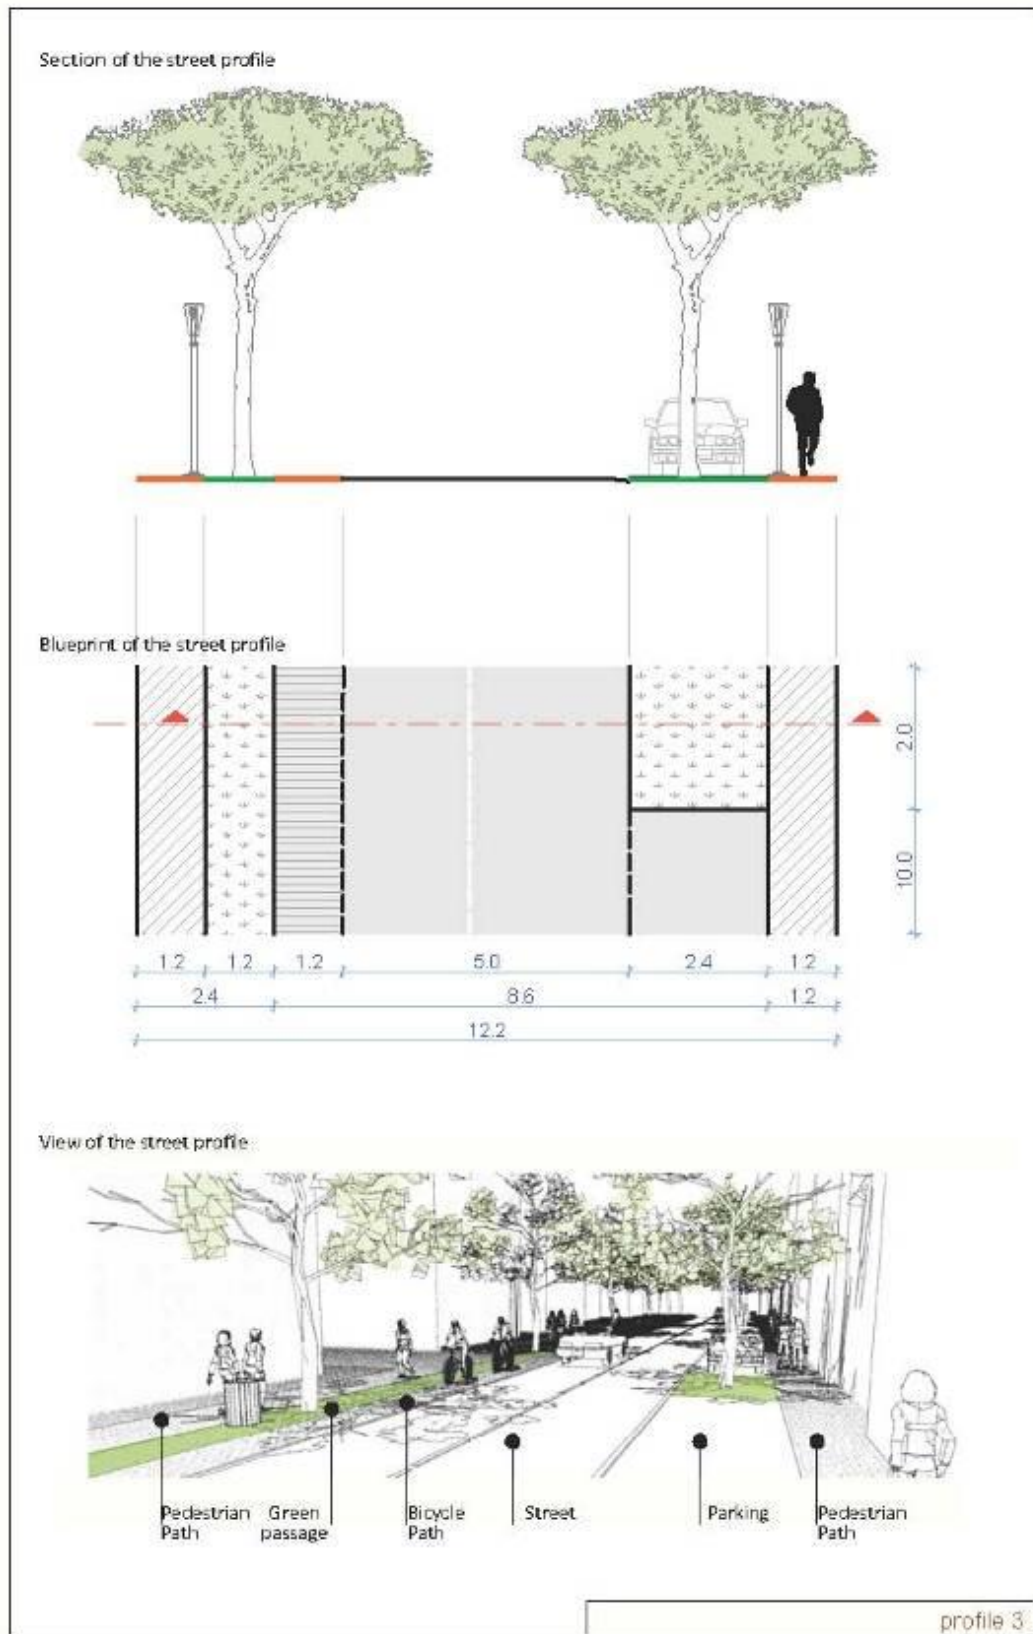 Section of the street profile
Blueprint of the street profile
2.0
10.0
1.2 1.2 1.2 5.0 2.4 1.2
2.4 8.6 1.2
12.2
View of the street profile
Pedestrian Path
Green passage
Bicycle Path
Street
Parking
Pedestrian Path
profile 3